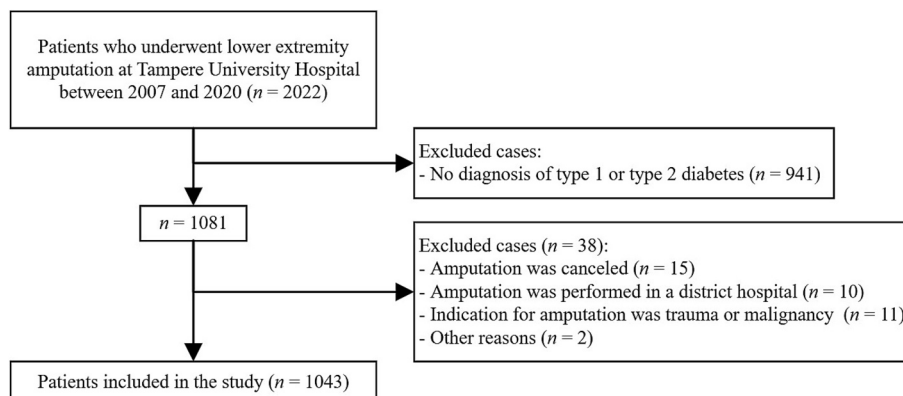 Patients who underwent lower extremity
amputation at Tampere University Hospital
between 2007 and 2020 (n = 2022)
Excluded cases:
- No diagnosis of type 1 or type 2 diabetes (n = 941)
n = 1081
Excluded cases (n = 38):
- Amputation was canceled (n = 15)
- Amputation was performed in a district hospital (n = 10)
- Indication for amputation was trauma or malignancy (n = 11)
- Other reasons (n = 2)
Patients included in the study (n = 1043)